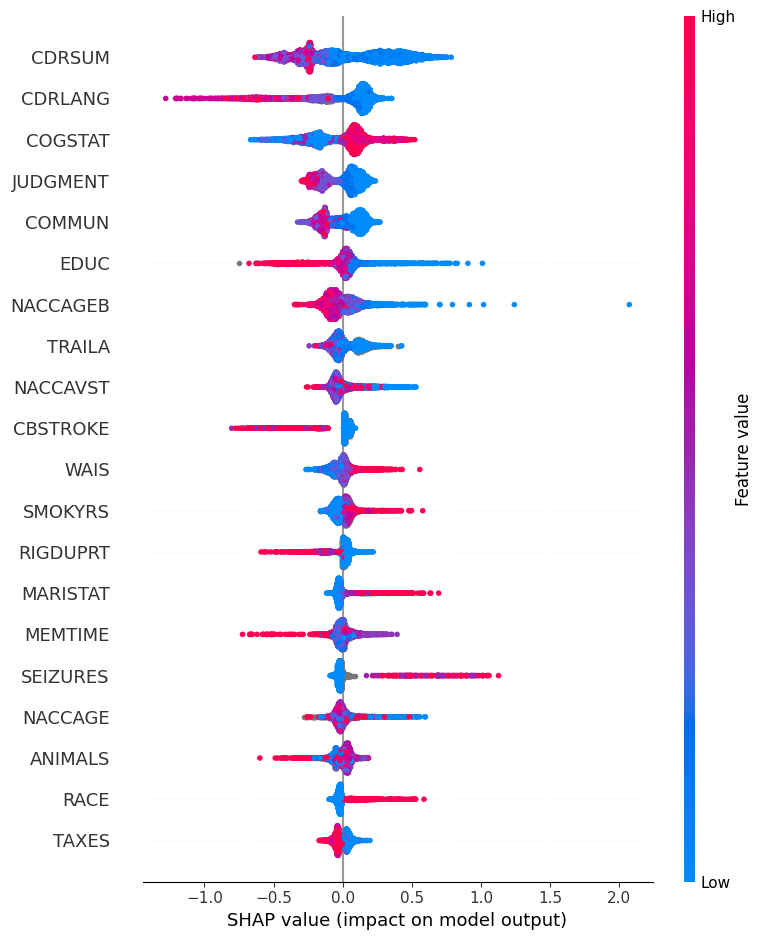 High
CDRSUM
CDRLANG
COGSTAT
JUDGMENT
COMMUN
EDUC
NACCAGEB
TRAILA
NACCAVST
CBSTROKE
WAIS
SMOKYRS
RIGDUPRT
MARISTAT
MEMTIME
SEIZURES
NACCAGE
ANIMALS
RACE
TAXES
Feature value
Low
−1.0 −0.5 0.0 0.5 1.0 1.5 2.0
SHAP value (impact on model output)